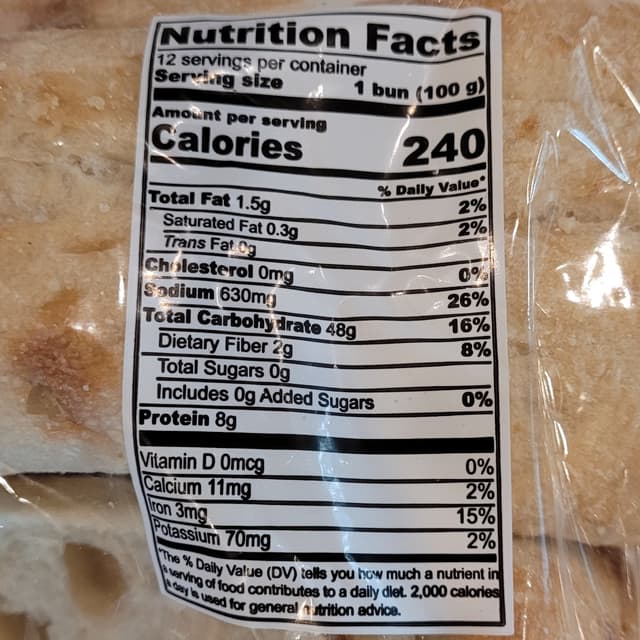 Nutrition Facts
12 servings per container
Serving size 1 bun (100 g)
Amount per serving
Calories 240
% Daily Value*
Total Fat 1.5g 2%
Saturated Fat 0.3g 2%
Trans Fat 0g
Cholesterol 0mg 0%
Sodium 630mg 26%
Total Carbohydrate 48g 16%
Dietary Fiber 2g 8%
Total Sugars 0g
Includes 0g Added Sugars 0%
Protein 8g
Vitamin D 0mcg 0%
Calcium 11mg 2%
Iron 3mg 15%
Potassium 70mg 2%
*The % Daily Value (DV) tells you how much a nutrient in
a serving of food contributes to a daily diet. 2,000 calories
a day is used for general nutrition advice.